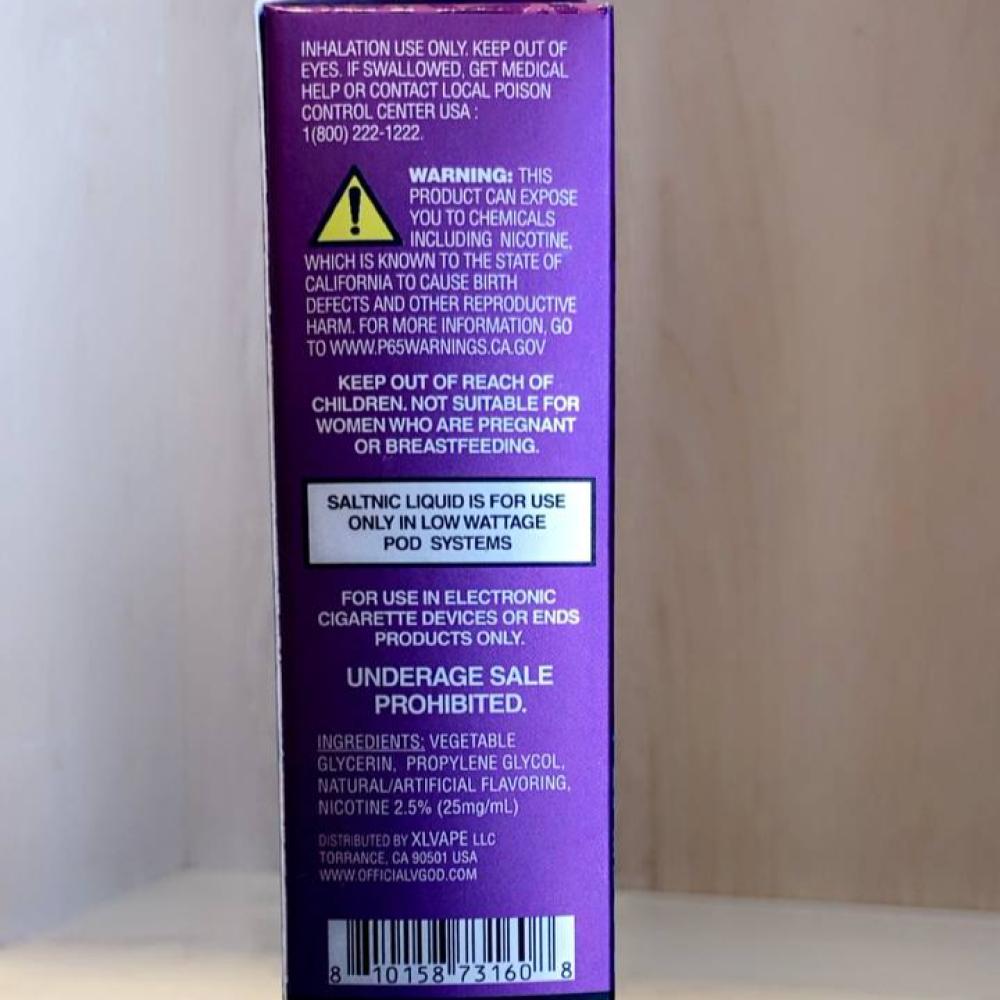 INHALATION USE ONLY. KEEP OUT OF
EYES. IF SWALLOWED, GET MEDICAL
HELP OR CONTACT LOCAL POISON
CONTROL CENTER USA :
1(800) 222-1222.
WARNING: THIS
PRODUCT CAN EXPOSE
YOU TO CHEMICALS
INCLUDING NICOTINE,
WHICH IS KNOWN TO THE STATE OF
CALIFORNIA TO CAUSE BIRTH
DEFECTS AND OTHER REPRODUCTIVE
HARM. FOR MORE INFORMATION, GO
TO WWW.P65WARNINGS.CA.GOV
KEEP OUT OF REACH OF
CHILDREN. NOT SUITABLE FOR
WOMEN WHO ARE PREGNANT
OR BREASTFEEDING.
SALTNIC LIQUID IS FOR USE
ONLY IN LOW WATTAGE
POD SYSTEMS
FOR USE IN ELECTRONIC
CIGARETTE DEVICES OR ENDS
PRODUCTS ONLY.
UNDERAGE SALE
PROHIBITED.
INGREDIENTS: VEGETABLE
GLYCERIN, PROPYLENE GLYCOL,
NATURAL/ARTIFICIAL FLAVORING,
NICOTINE 2.5% (25mg/mL)
DISTRIBUTED BY XLVAPE LLC
TORRANCE, CA 90501 USA
WWW.OFFICIALVGOD.COM
8 10158 73160 8